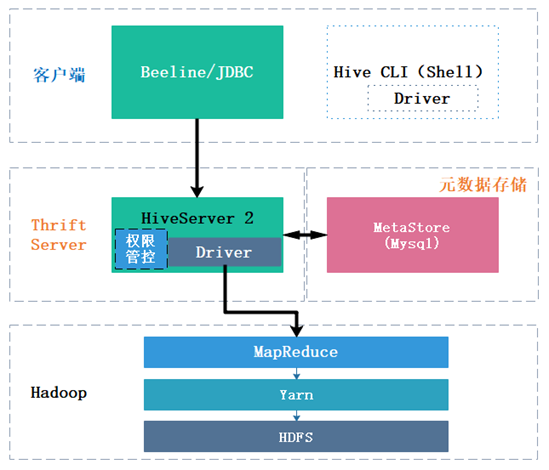 客户端
Beeline/JDBC
Hive CLI (Shell)
Driver
元数据存储
Thrift
Server
HiveServer 2
权限
管控
Driver
MetaStore
(Mysql)
Hadoop
MapReduce
Yarn
HDFS